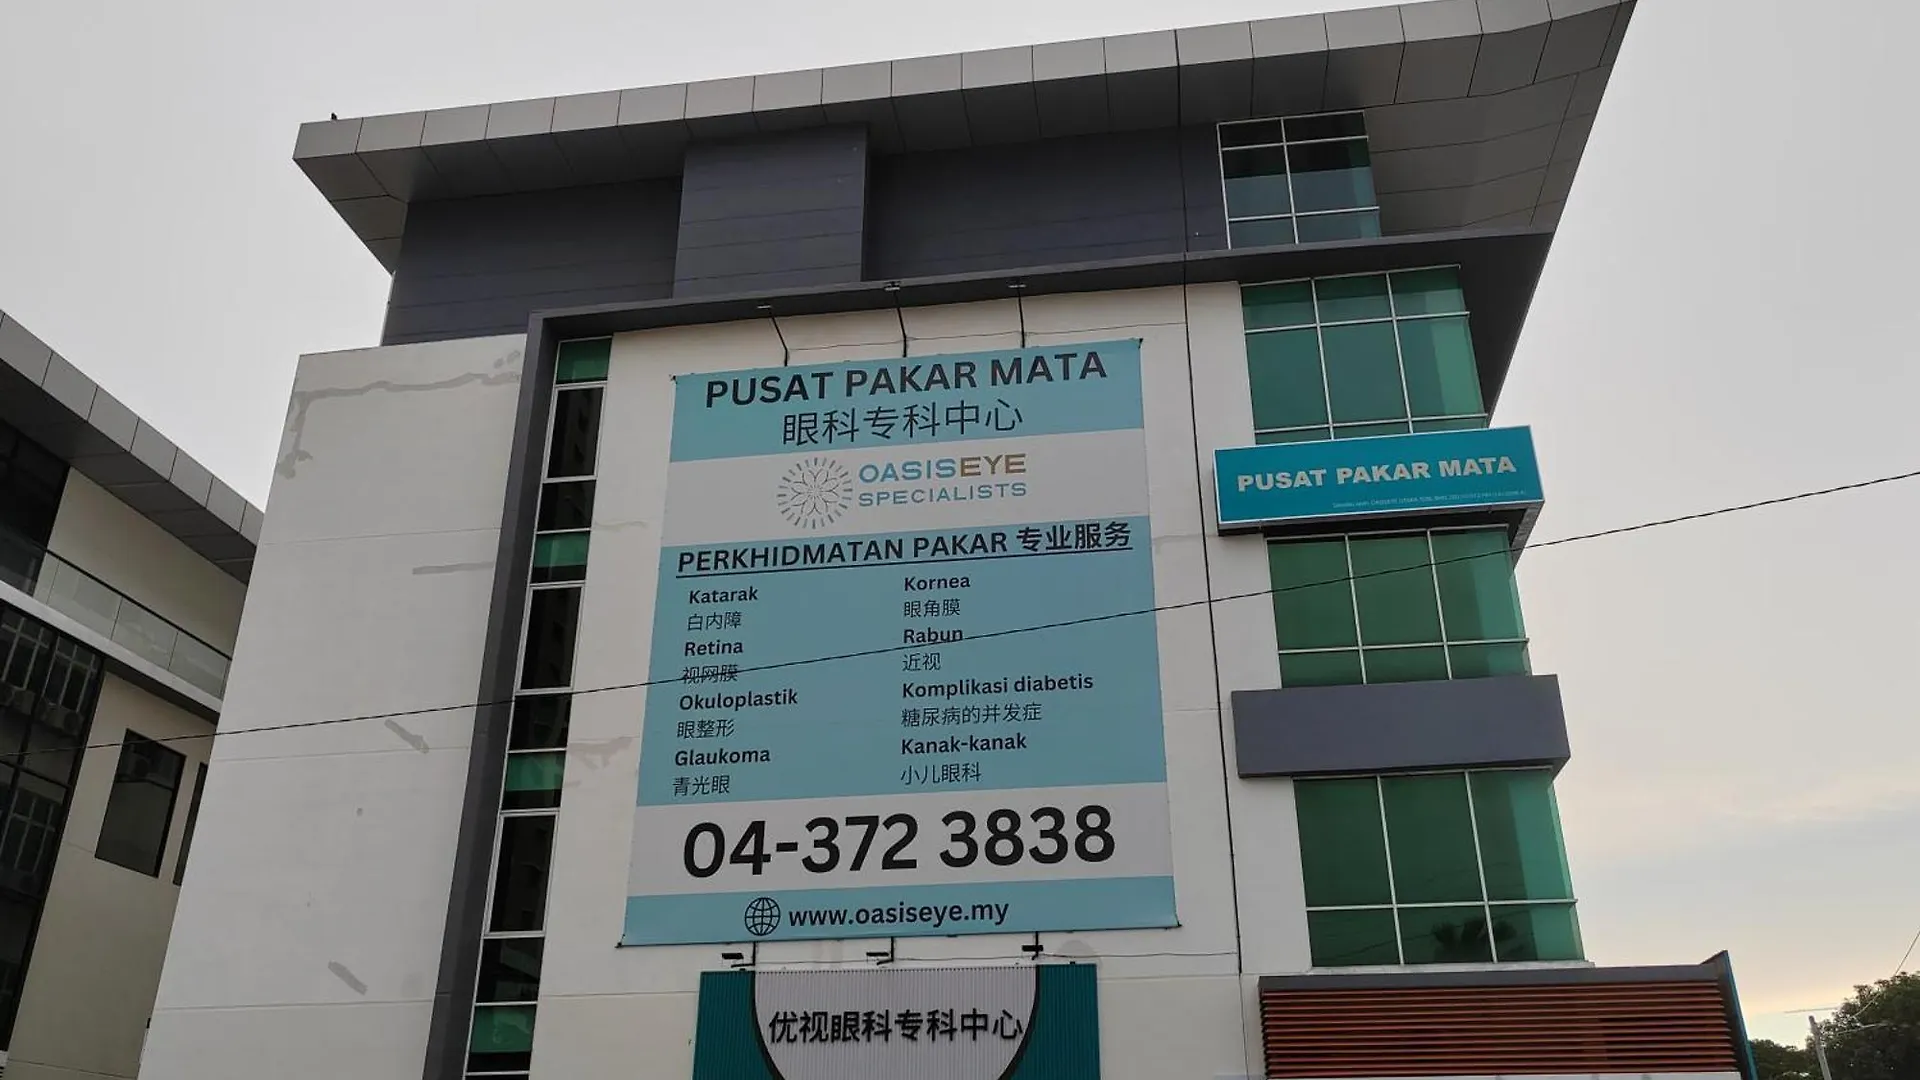 PUSAT PAKAR MATA
眼科专科中心
OASISEYE
SPECIALISTS
PERKHIDMATAN PAKAR 专业服务
Katarak
白内障
Retina
视网膜
Okuloplastik
眼整形
Glaukoma
青光眼
Kornea
眼角膜
Rabun
近视
Komplikasi diabetis
糖尿病的并发症
Kanak-kanak
小儿眼科
04-372 3838
www.oasiseye.my
优视眼科专科中心
PUSAT PAKAR MATA